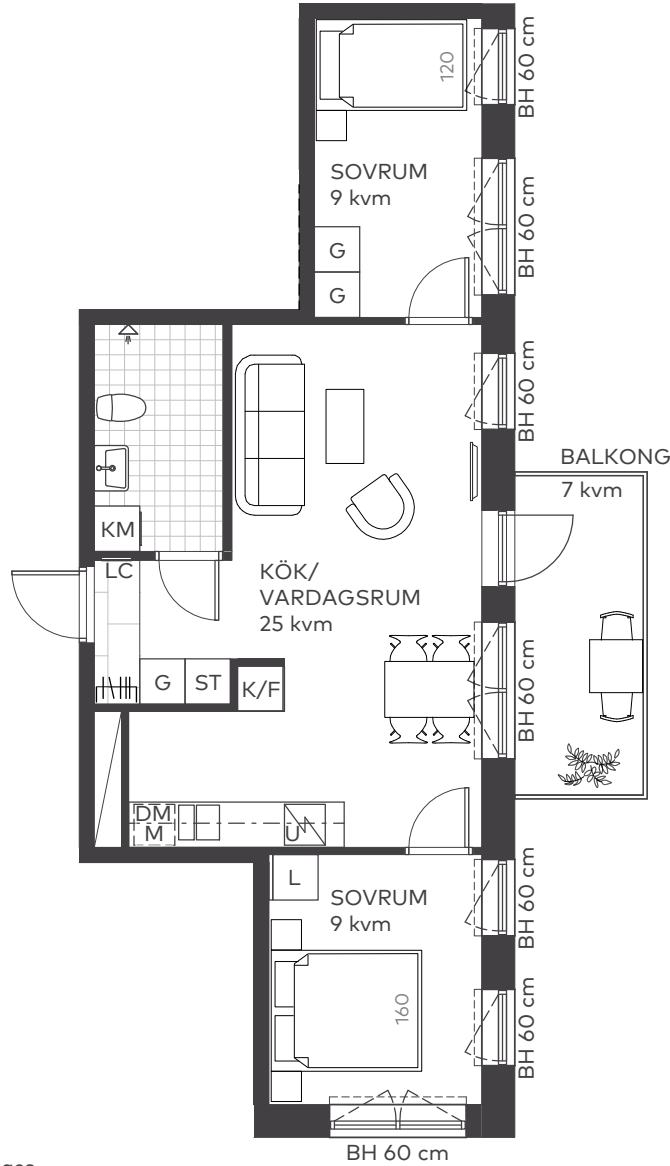 120
BH 60 cm
SOVRUM
9 kvm
BH 60 cm
G
G
BH 60 cm
BALKONG
7 kvm
KM
LC
KÖK/
VARDAGSRUM
25 kvm
G
ST
K/F
BH 60 cm
DM
M
U
L
SOVRUM
9 kvm
BH 60 cm
160
BH 60 cm
BH 60 cm